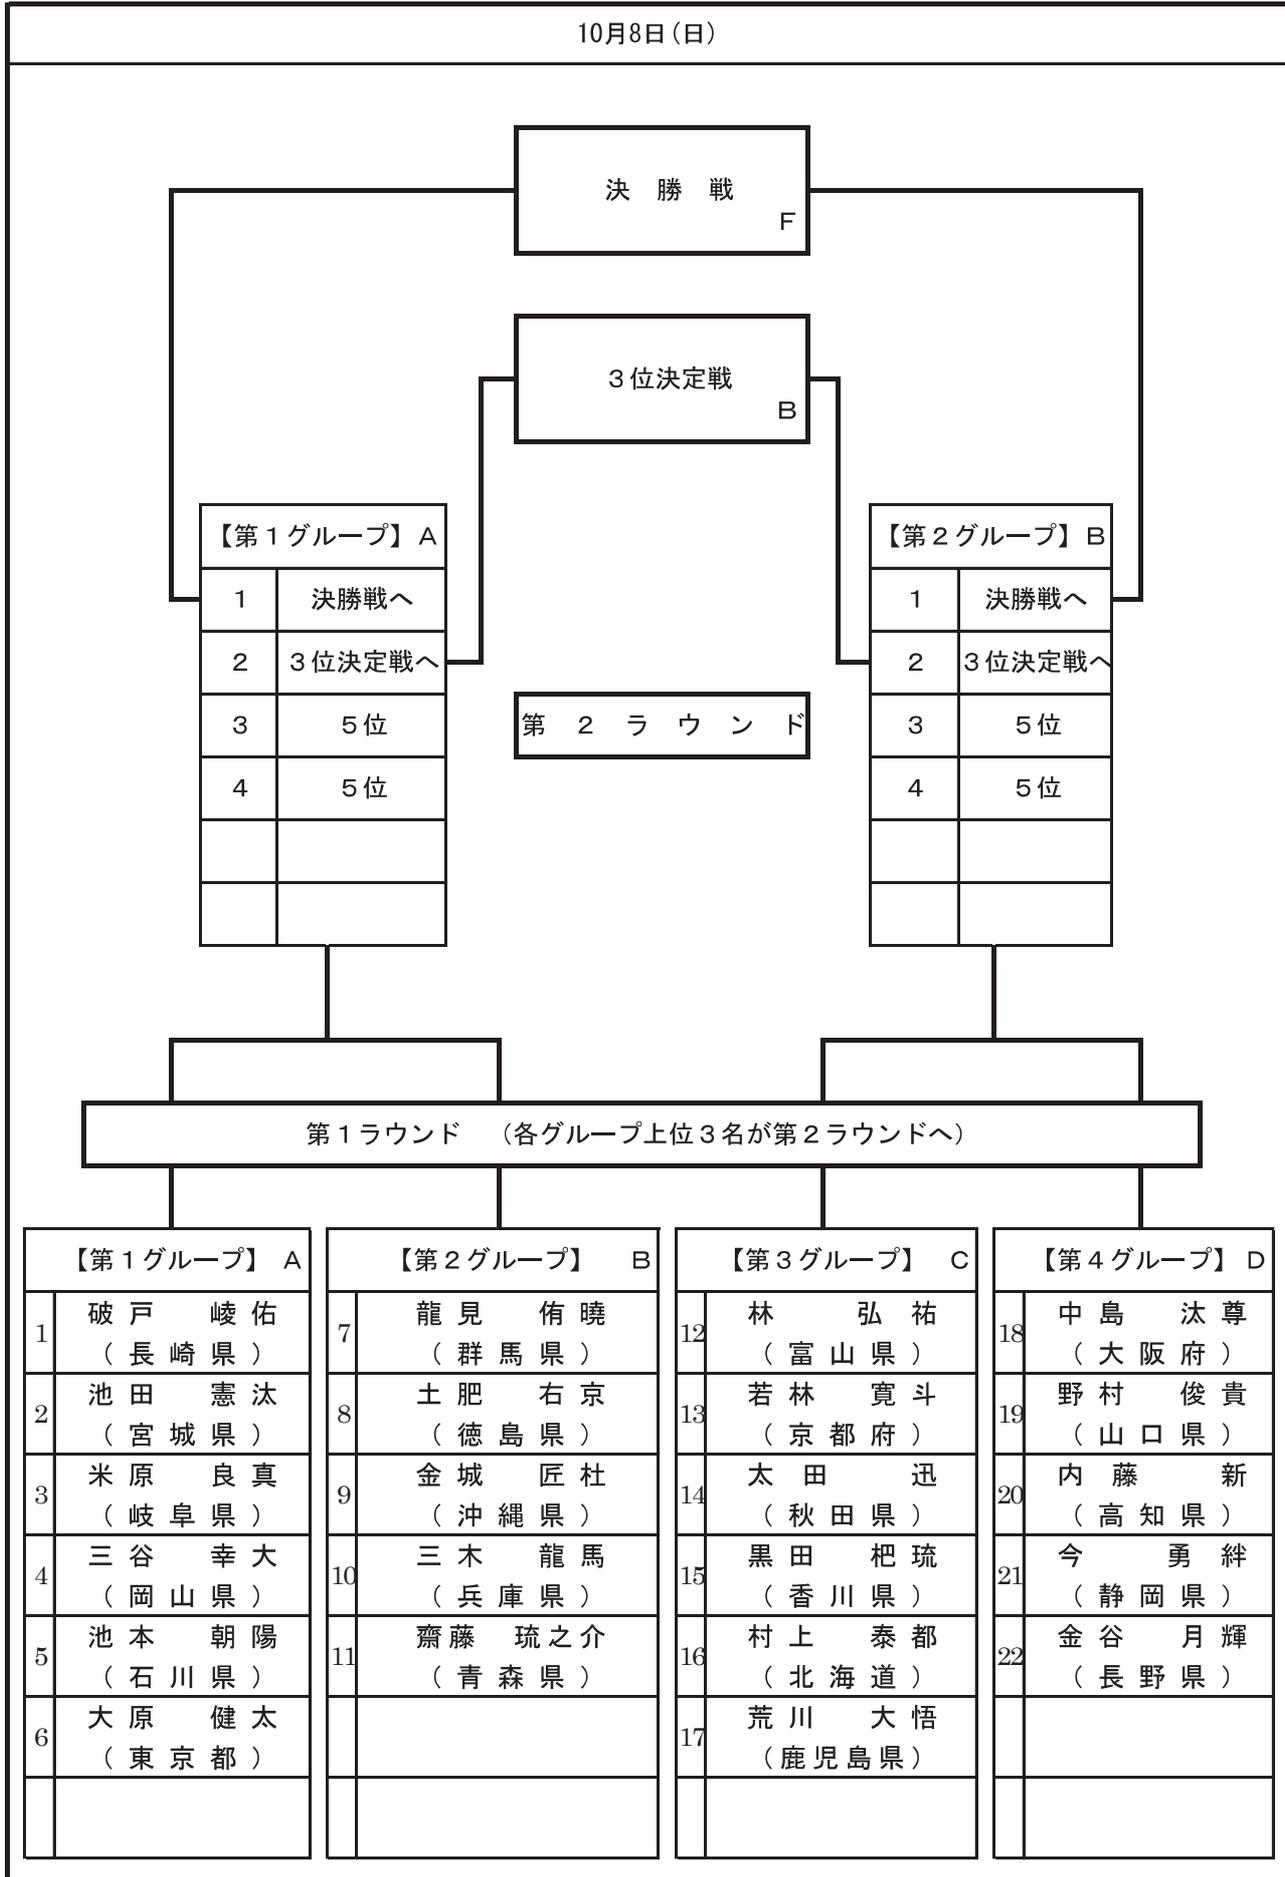 10月8日(日)
決 勝 戦
F
3位決定戦
B
【第1グループ】A
1 決勝戦へ
2 3位決定戦へ
3 5位
4 5位
【第2グループ】B
1 決勝戦へ
2 3位決定戦へ
3 5位
4 5位
第 2 ラ ウ ン ド
第1ラウンド (各グループ上位3名が第2ラウンドへ)
【第1グループ】 A
1 破戸 崚佑
(長崎県)
2 池田 憲汰
(宮城県)
3 米原 良真
(岐阜県)
4 三谷 幸大
(岡山県)
5 池本 朝陽
(石川県)
6 大原 健太
(東京都)
【第2グループ】 B
7 龍見 侑曉
(群馬県)
8 土肥 右京
(徳島県)
9 金城 匠杜
(沖縄県)
10 三木 龍馬
(兵庫県)
11 齋藤 琉之介
(青森県)
【第3グループ】 C
12 林 弘祐
(富山県)
13 若林 寛斗
(京都府)
14 太田 迅
(秋田県)
15 黒田 杷琉
(香川県)
16 村上 泰都
(北海道)
17 荒川 大悟
(鹿児島県)
【第4グループ】D
18 中島 汰尊
(大阪府)
19 野村 俊貴
(山口県)
20 内藤 新
(高知県)
21 今 勇絆
(静岡県)
22 金谷 月輝
(長野県)